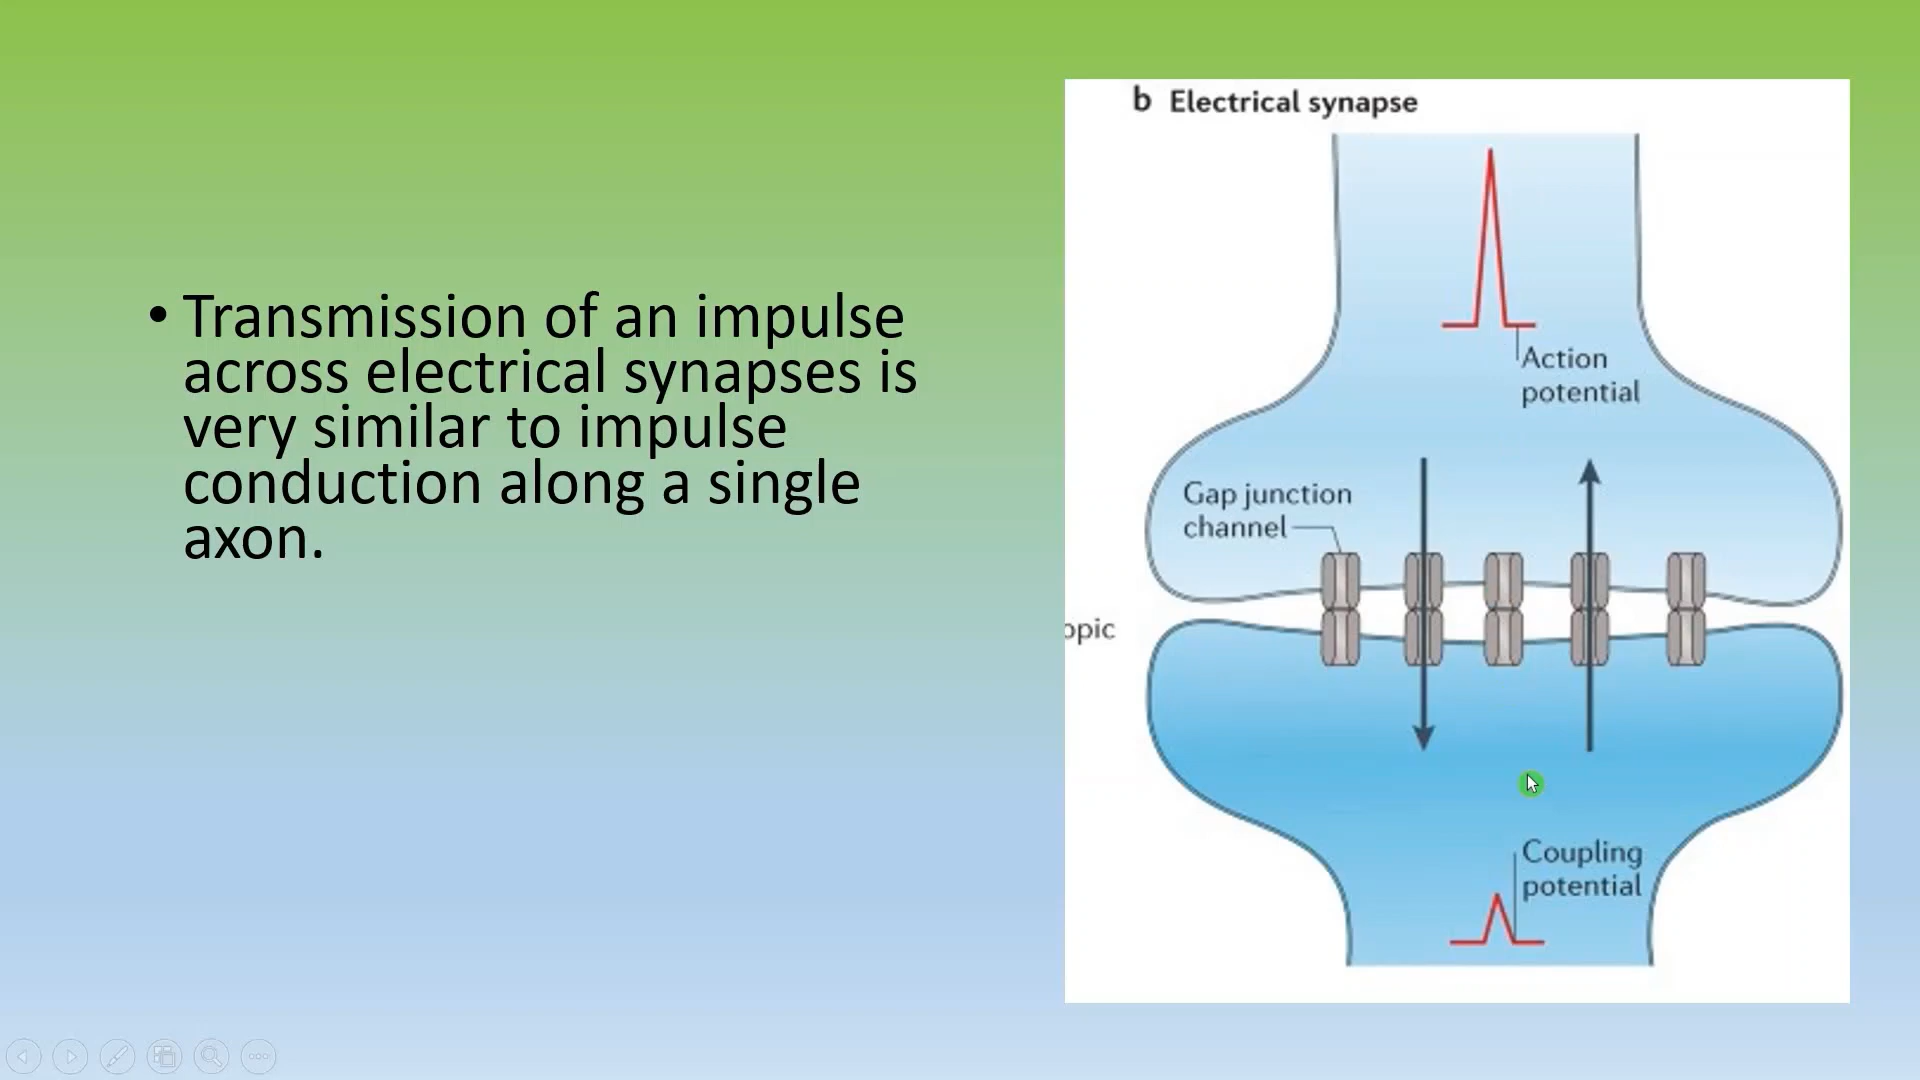 • Transmission of an impulse
across electrical synapses is
very similar to impulse
conduction along a single
axon.
b Electrical synapse
Action
potential
Gap junction
channel
opic
Coupling
potential